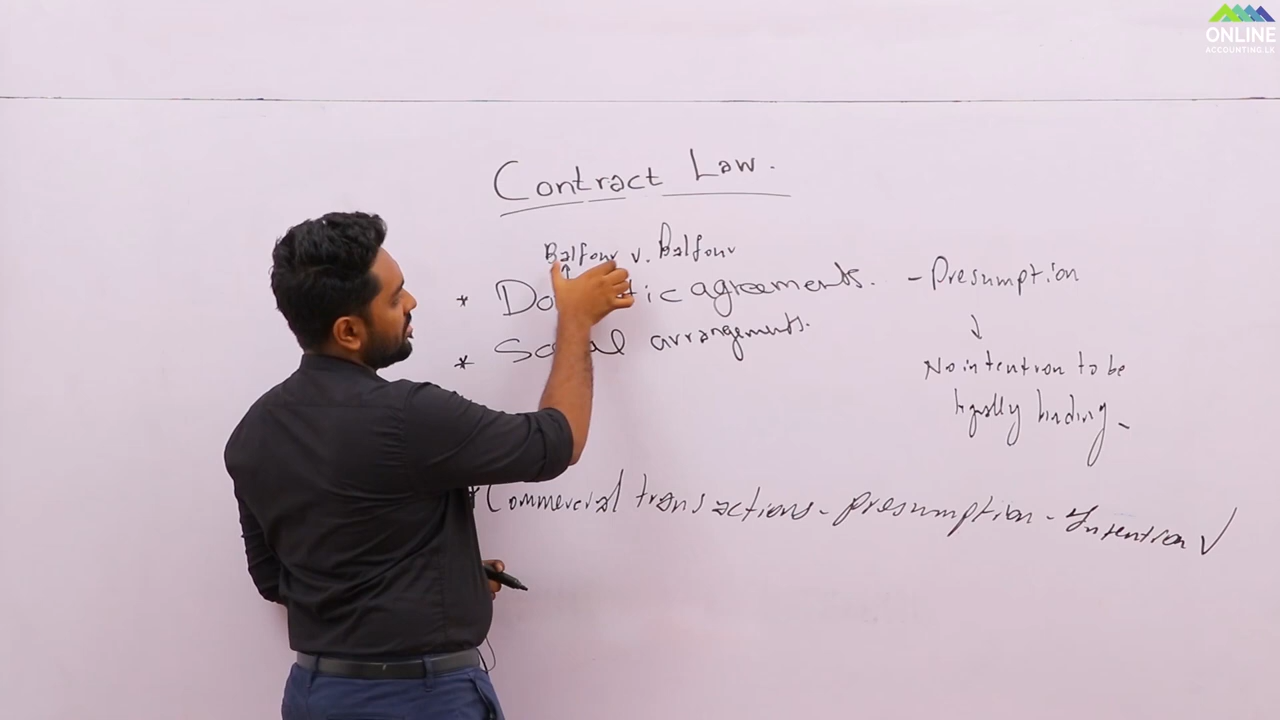 ONLINE
ACCOUNTING.LK
Contract Law.
Balfour v. Balfour
* Do tic agreements. - Presumption
* Social arrangements.
No intention to be
legally binding -
* Commercial transactions - presumption - Intention ✓